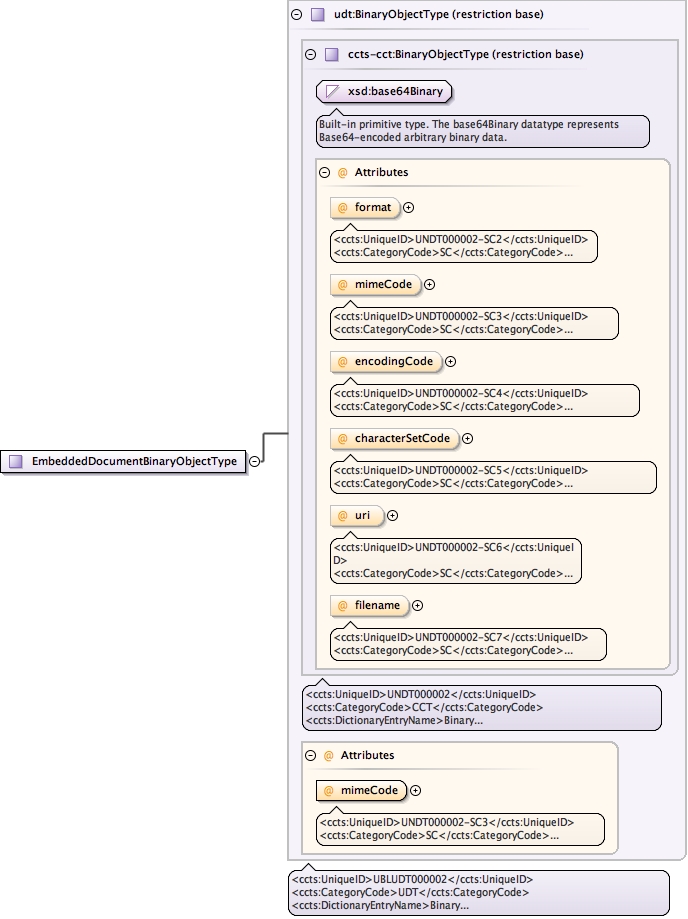 udt:BinaryObjectType (restriction base)
ccts-cct:BinaryObjectType (restriction base)
xsd:base64Binary
Built-in primitive type. The base64Binary datatype represents
Base64-encoded arbitrary binary data.
@ Attributes
@ format
<ccts:UniqueID>UNDT000002-SC2</ccts:UniqueID>
<ccts:CategoryCode>SC</ccts:CategoryCode>...
@ mimeCode
<ccts:UniqueID>UNDT000002-SC3</ccts:UniqueID>
<ccts:CategoryCode>SC</ccts:CategoryCode>...
@ encodingCode
<ccts:UniqueID>UNDT000002-SC4</ccts:UniqueID>
<ccts:CategoryCode>SC</ccts:CategoryCode>...
@ characterSetCode
<ccts:UniqueID>UNDT000002-SC5</ccts:UniqueID>
<ccts:CategoryCode>SC</ccts:CategoryCode>...
EmbeddedDocumentBinaryObjectType
@ uri
<ccts:UniqueID>UNDT000002-SC6</ccts:UniqueI
D>
<ccts:CategoryCode>SC</ccts:CategoryCode>...
@ filename
<ccts:UniqueID>UNDT000002-SC7</ccts:UniqueID>
<ccts:CategoryCode>SC</ccts:CategoryCode>...
<ccts:UniqueID>UNDT000002</ccts:UniqueID>
<ccts:CategoryCode>CCT</ccts:CategoryCode>
<ccts:DictionaryEntryName>Binary...
@ Attributes
@ mimeCode
<ccts:UniqueID>UNDT000002-SC3</ccts:UniqueID>
<ccts:CategoryCode>SC</ccts:CategoryCode>...
<ccts:UniqueID>UBLUDT000002</ccts:UniqueID>
<ccts:CategoryCode>UDT</ccts:CategoryCode>
<ccts:DictionaryEntryName>Binary...